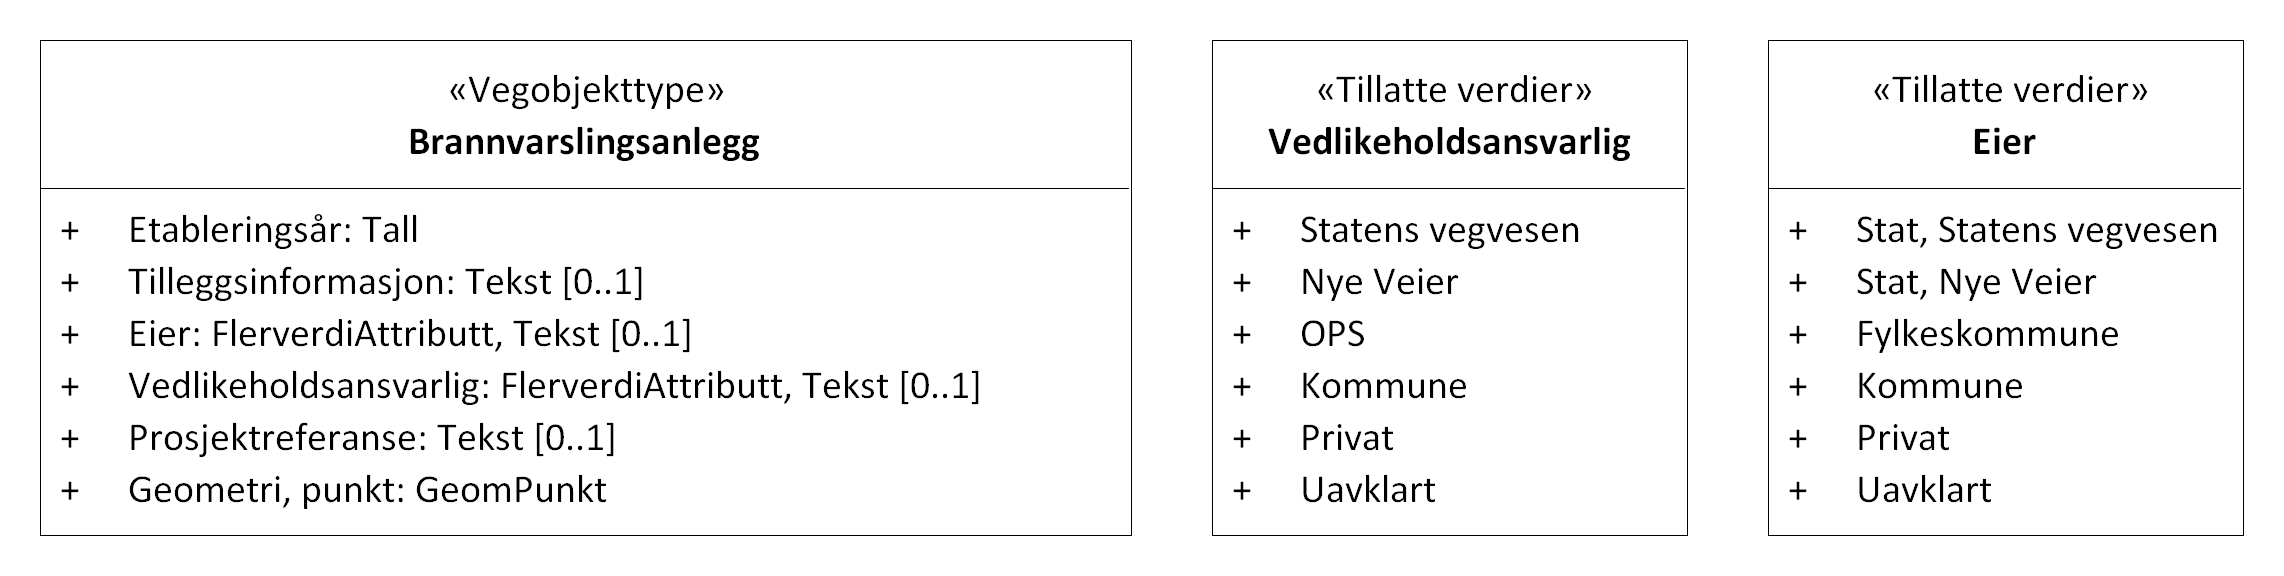 «Vegobjekttype»
Brannvarslingsanlegg
+ Etableringsår: Tall
+ Tilleggsinformasjon: Tekst [0..1]
+ Eier: FlerverdiAttributt, Tekst [0..1]
+ Vedlikeholdsansvarlig: FlerverdiAttributt, Tekst [0..1]
+ Prosjektreferanse: Tekst [0..1]
+ Geometri, punkt: GeomPunkt
«Tillatte verdier»
Vedlikeholdsansvarlig
+ Statens vegvesen
+ Nye Veier
+ OPS
+ Kommune
+ Privat
+ Uavklart
«Tillatte verdier»
Eier
+ Stat, Statens vegvesen
+ Stat, Nye Veier
+ Fylkeskommune
+ Kommune
+ Privat
+ Uavklart